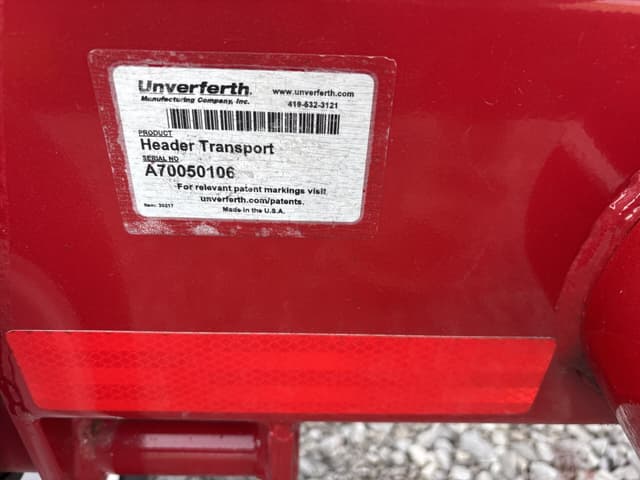 Unverferth
www.unverferth.com
Manufacturing Company, Inc.
419-532-3121
PRODUCT
Header Transport
SERIAL NO
A70050106
For relevant patent markings visit
unverferth.com/patents.
Made in the U.S.A.